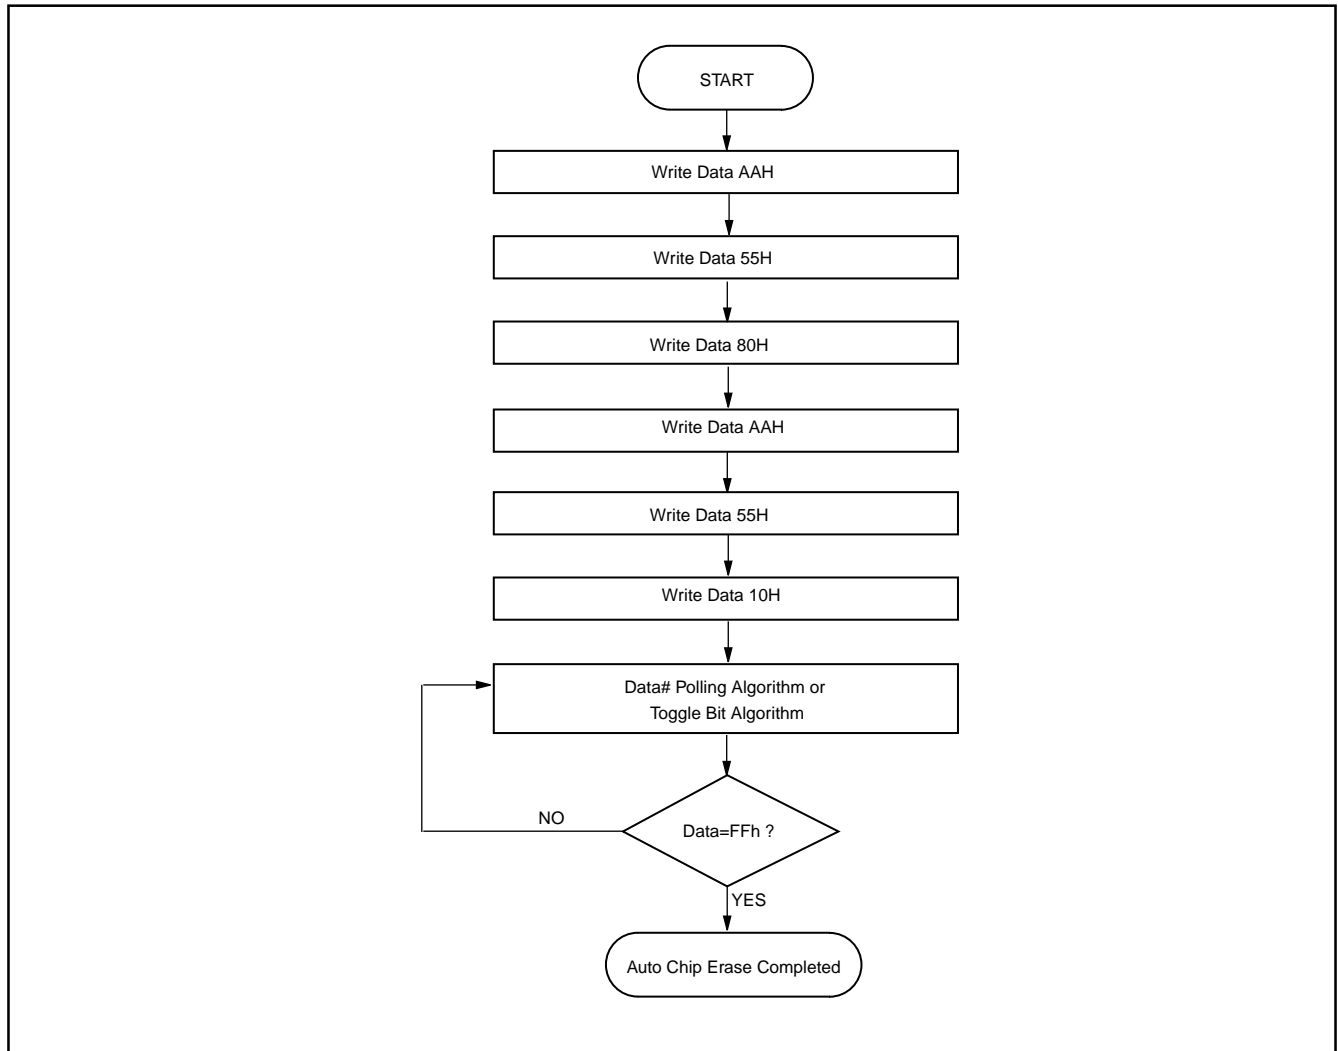 START
Write Data AAH
Write Data 55H
Write Data 80H
Write Data AAH
Write Data 55H
Write Data 10H
Data# Polling Algorithm or
Toggle Bit Algorithm
NO
Data=FFh ?
YES
Auto Chip Erase Completed